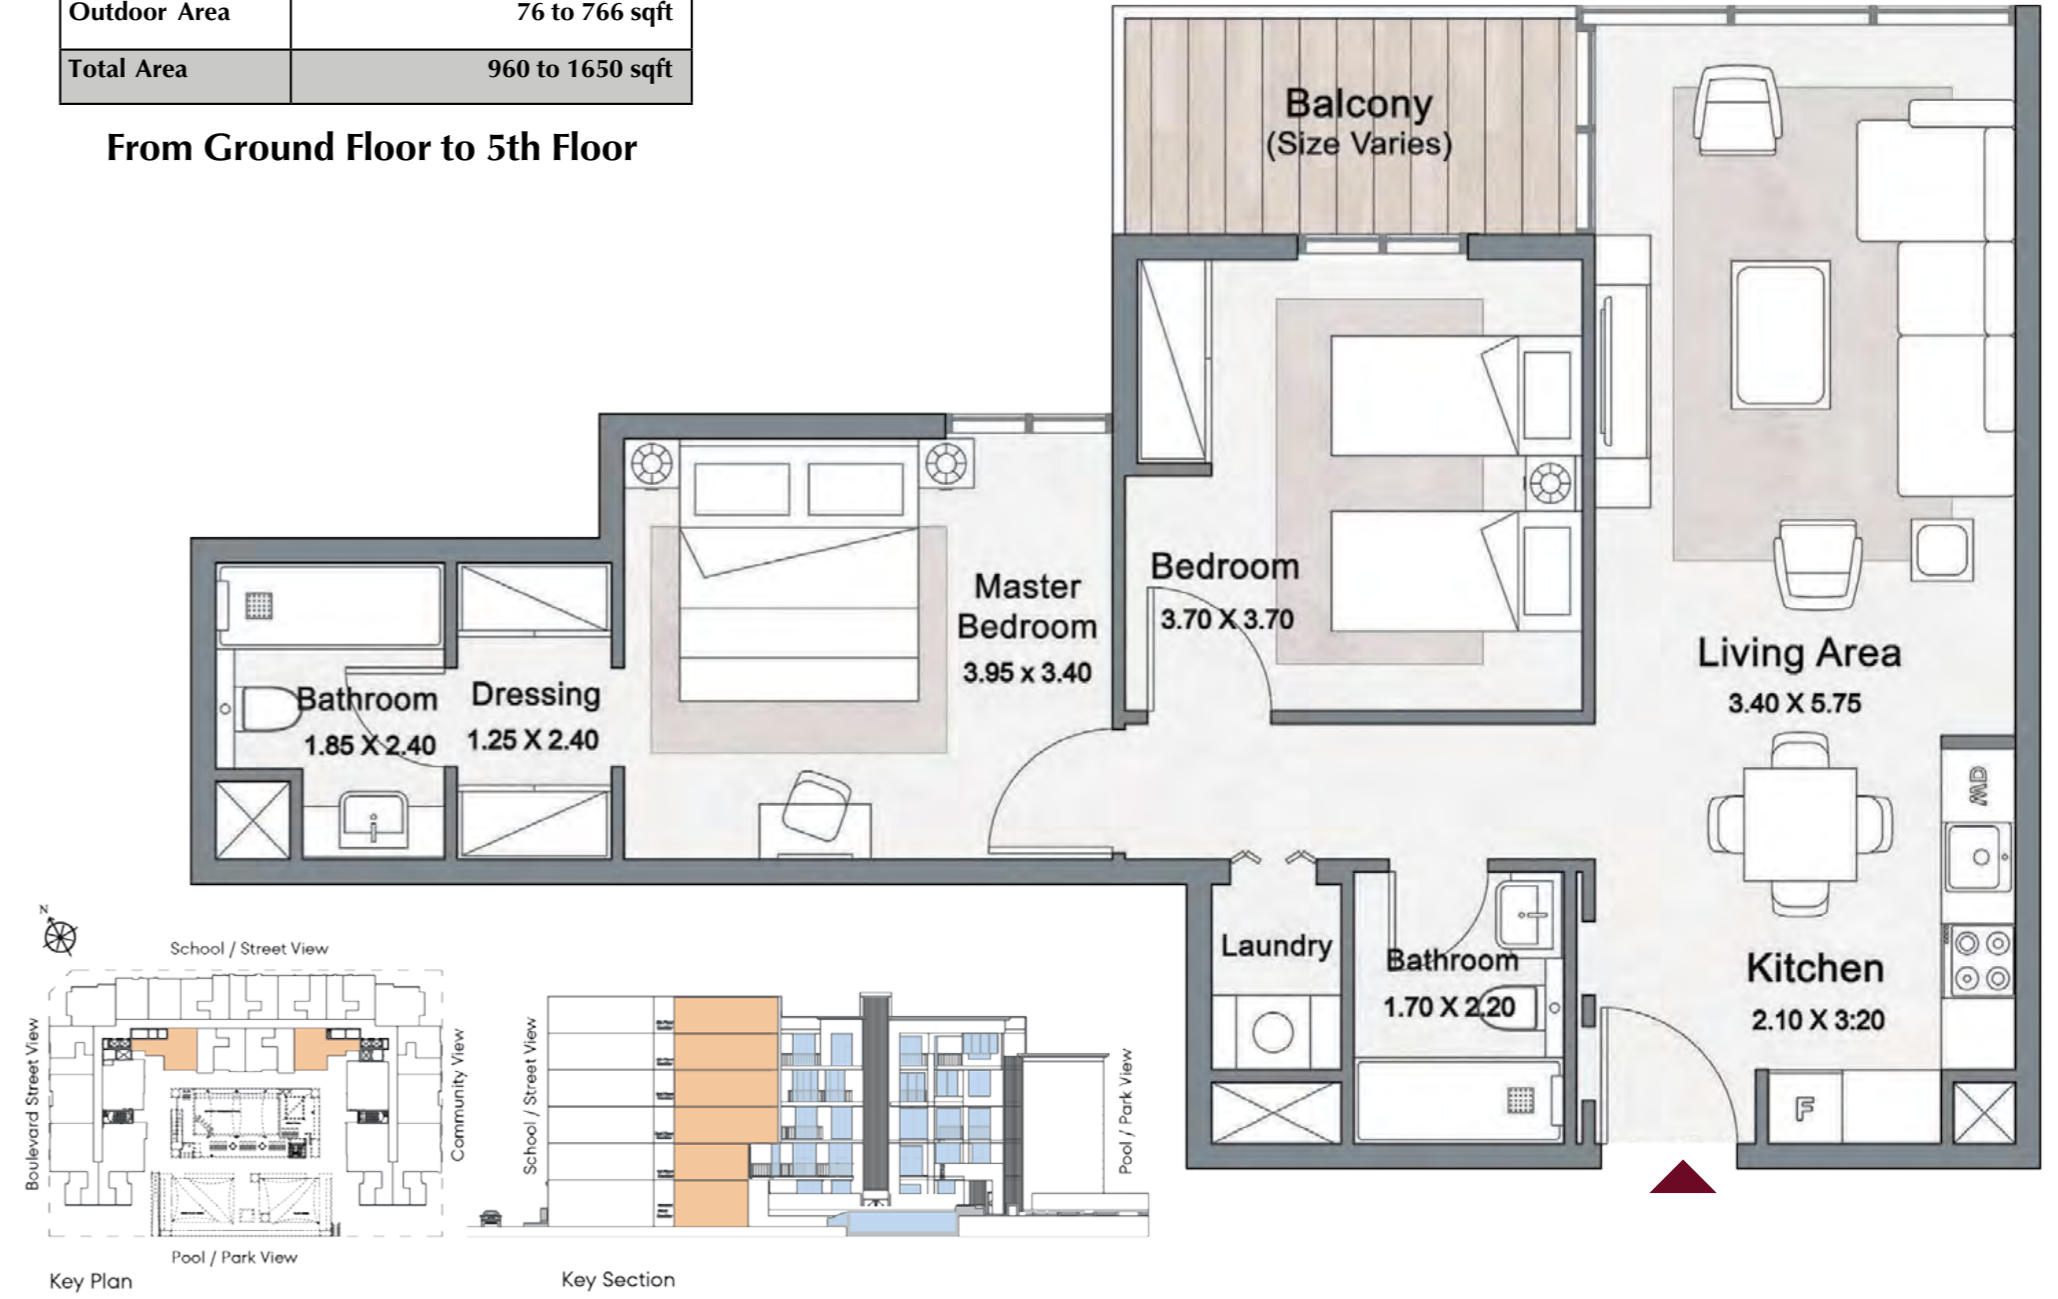 Outdoor Area 76 to 766 sqft
Total Area 960 to 1650 sqft
From Ground Floor to 5th Floor
Balcony
(Size Varies)
Master
Bedroom
3.95 x 3.40
Bedroom
3.70 X 3.70
Living Area
3.40 X 5.75
Bathroom
1.85 X 2.40
Dressing
1.25 X 2.40
DW
Laundry
Bathroom
1.70 X 2.20
Kitchen
2.10 X 3:20
F
N
School / Street View
Boulevard Street View
Community View
Pool / Park View
Key Plan
School / Street View
Pool / Park View
Key Section